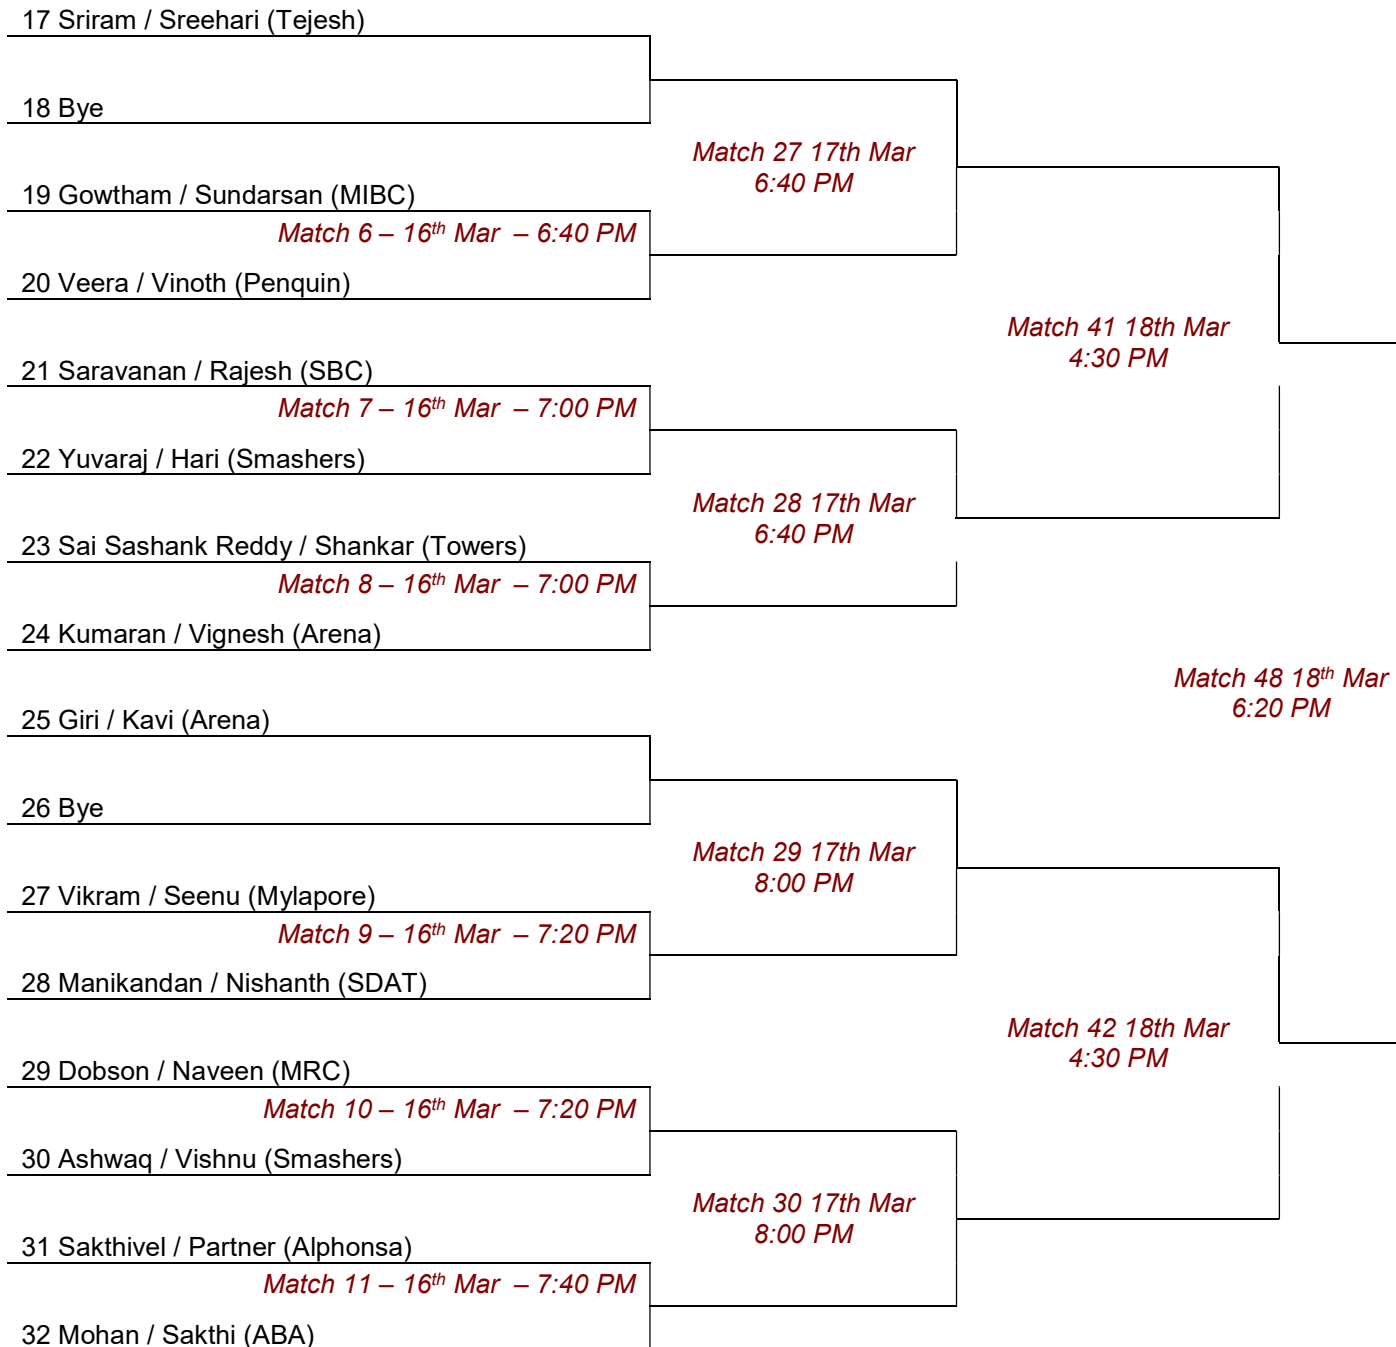 17 Sriram / Sreehari (Tejesh)
18 Bye
Match 27 17th Mar
6:40 PM
19 Gowtham / Sundarsan (MIBC)
Match 6 – 16th Mar – 6:40 PM
20 Veera / Vinoth (Penquin)
Match 41 18th Mar
4:30 PM
21 Saravanan / Rajesh (SBC)
Match 7 – 16th Mar – 7:00 PM
22 Yuvaraj / Hari (Smashers)
Match 28 17th Mar
6:40 PM
23 Sai Sashank Reddy / Shankar (Towers)
Match 8 – 16th Mar – 7:00 PM
24 Kumaran / Vignesh (Arena)
Match 48 18th Mar
6:20 PM
25 Giri / Kavi (Arena)
26 Bye
Match 29 17th Mar
8:00 PM
27 Vikram / Seenu (Mylapore)
Match 9 – 16th Mar – 7:20 PM
28 Manikandan / Nishanth (SDAT)
Match 42 18th Mar
4:30 PM
29 Dobson / Naveen (MRC)
Match 10 – 16th Mar – 7:20 PM
30 Ashwaq / Vishnu (Smashers)
Match 30 17th Mar
8:00 PM
31 Sakthivel / Partner (Alphonsa)
Match 11 – 16th Mar – 7:40 PM
32 Mohan / Sakthi (ABA)